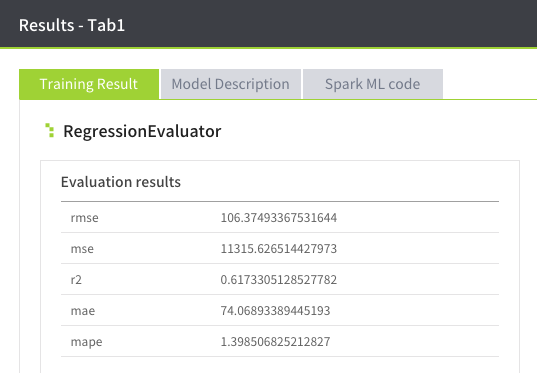 Results - Tab1
Training Result Model Description Spark ML code
RegressionEvaluator
Evaluation results
rmse 106.37493367531644
mse 11315.626514427973
r2 0.6173305128527782
mae 74.06893389445193
mape 1.398506825212827